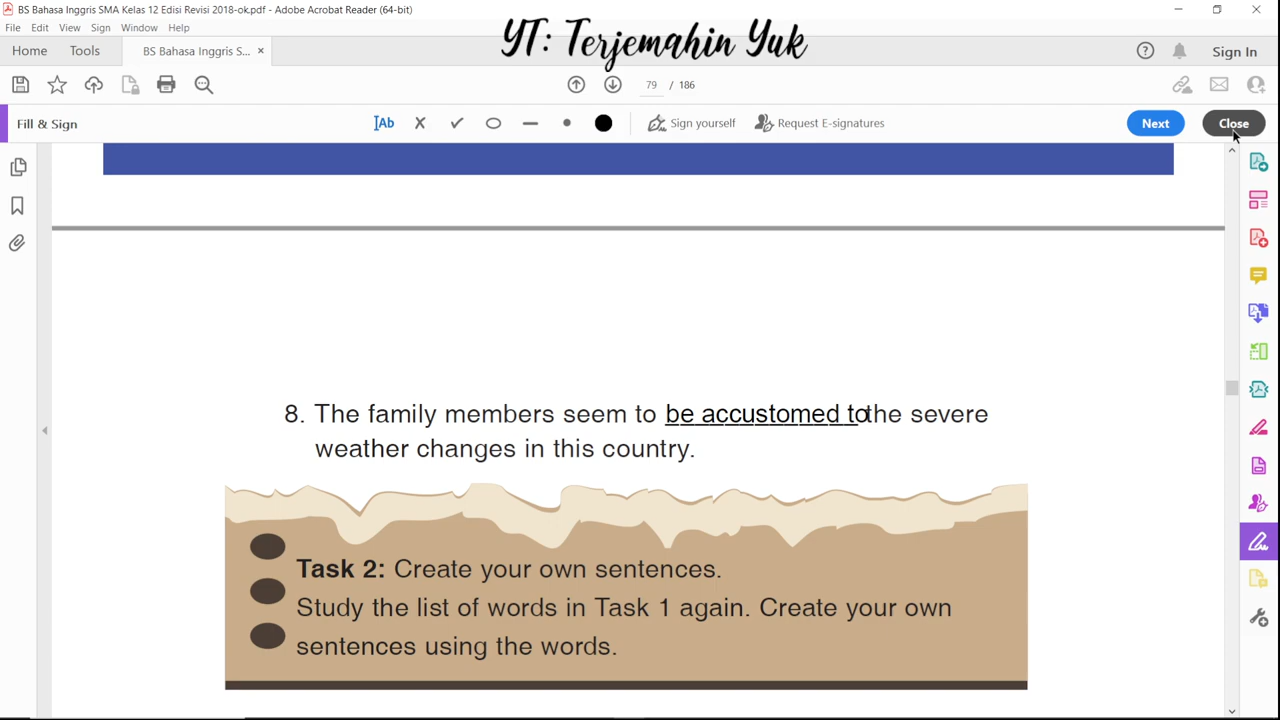 BS Bahasa Inggris SMA Kelas 12 Edisi Revisi 2018-ok.pdf - Adobe Acrobat Reader (64-bit)
YT: Terjemahin Yuk
File Edit View Sign Window Help
Home Tools BS Bahasa Inggris S... × Sign In
79 / 186
Fill & Sign Ab Sign yourself Request E-signatures Next Close
8. The family members seem to be accustomed to the severe
weather changes in this country.
Task 2: Create your own sentences.
Study the list of words in Task 1 again. Create your own
sentences using the words.